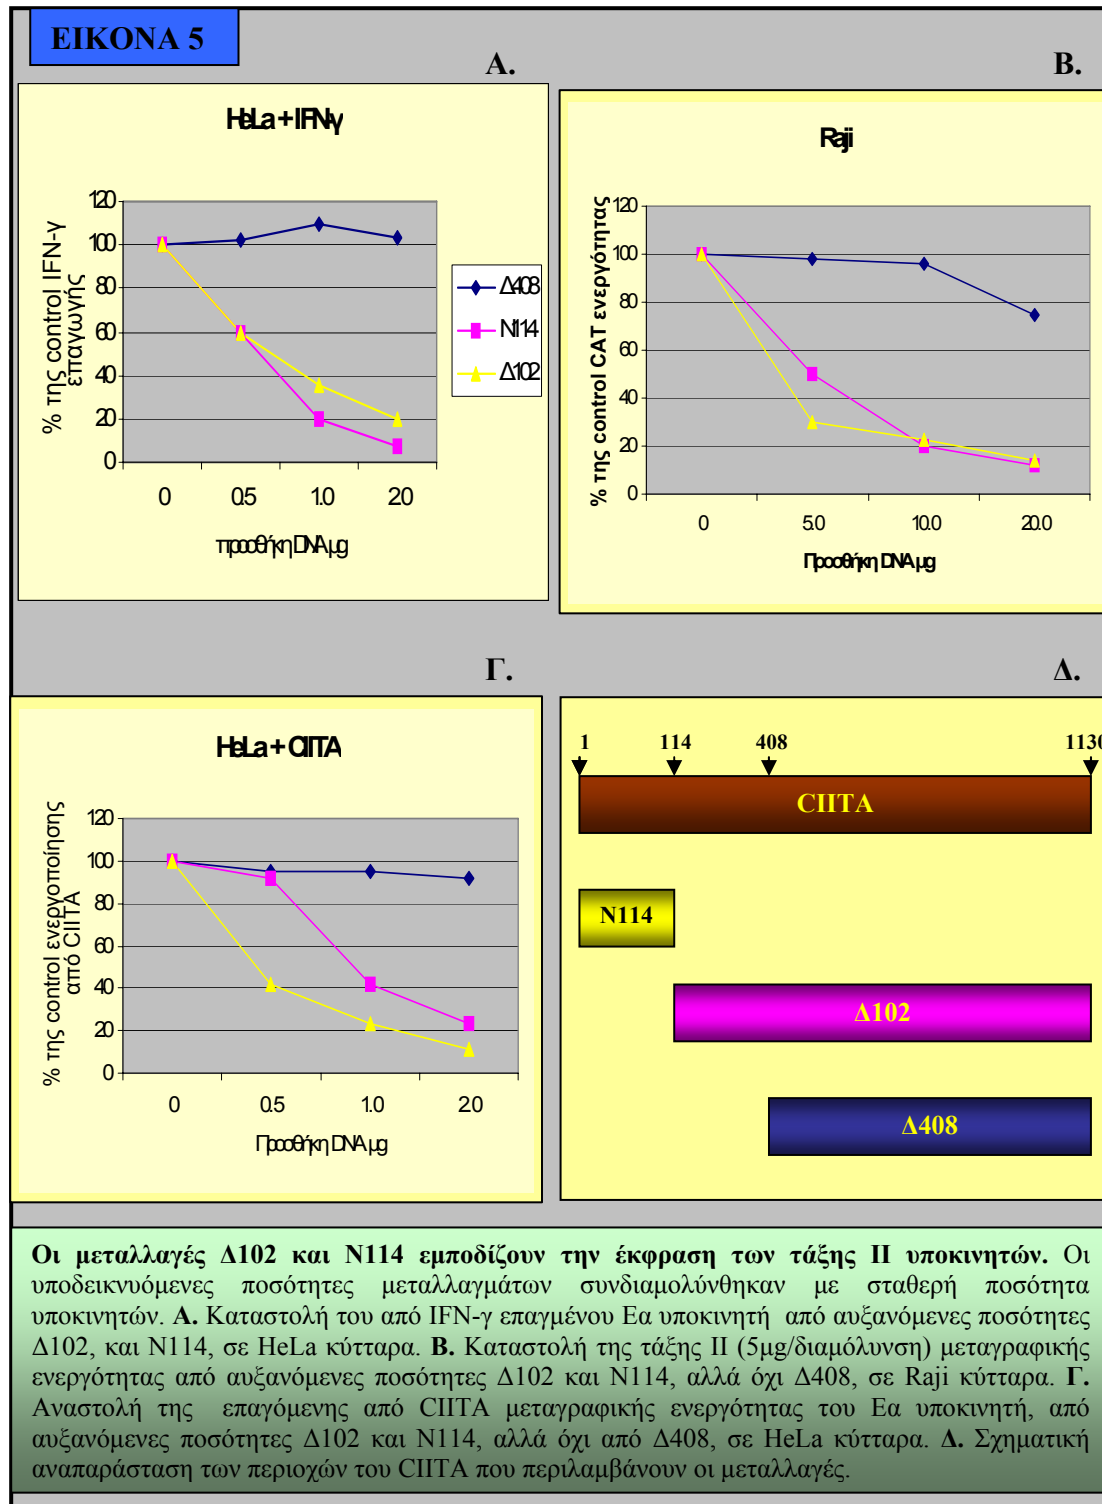 ΕΙΚΟΝΑ 5
Α.
HeLa + IFN-γ
% της control IFN-γ
επαγωγής
120
100
80
60
40
20
0
0 0.5 1.0 2.0
προσθήκη DNA μg
Δ408
N114
Δ102
Β.
Raji
% της control CAT ενεργότητας
120
100
80
60
40
20
0
0 5.0 10.0 20.0
Προσθήκη DNA μg
Γ.
HeLa + CIITA
% της control ενεργοποίησης
από CIITA
120
100
80
60
40
20
0
0 0.5 1.0 2.0
Προσθήκη DNA μg
Δ.
1 114 408 1130
CIITA
N114
Δ102
Δ408
Οι μεταλλαγές Δ102 και Ν114 εμποδίζουν την έκφραση των τάξης ΙΙ υποκινητών. Οι
υποδεικνυόμενες ποσότητες μεταλλαγμάτων συνδιαμολύνθηκαν με σταθερή ποσότητα
υποκινητών. Α. Καταστολή του από IFN-γ επαγμένου Εα υποκινητή από αυξανόμενες ποσότητες
Δ102, και Ν114, σε HeLa κύτταρα. Β. Καταστολή της τάξης ΙΙ (5μg/διαμόλυνση) μεταγραφικής
ενεργότητας από αυξανόμενες ποσότητες Δ102 και Ν114, αλλά όχι Δ408, σε Raji κύτταρα. Γ.
Αναστολή της επαγόμενης από CIITA μεταγραφικής ενεργότητας του Εα υποκινητή, από
αυξανόμενες ποσότητες Δ102 και Ν114, αλλά όχι από Δ408, σε HeLa κύτταρα. Δ. Σχηματική
αναπαράσταση των περιοχών του CIITA που περιλαμβάνουν οι μεταλλαγές.